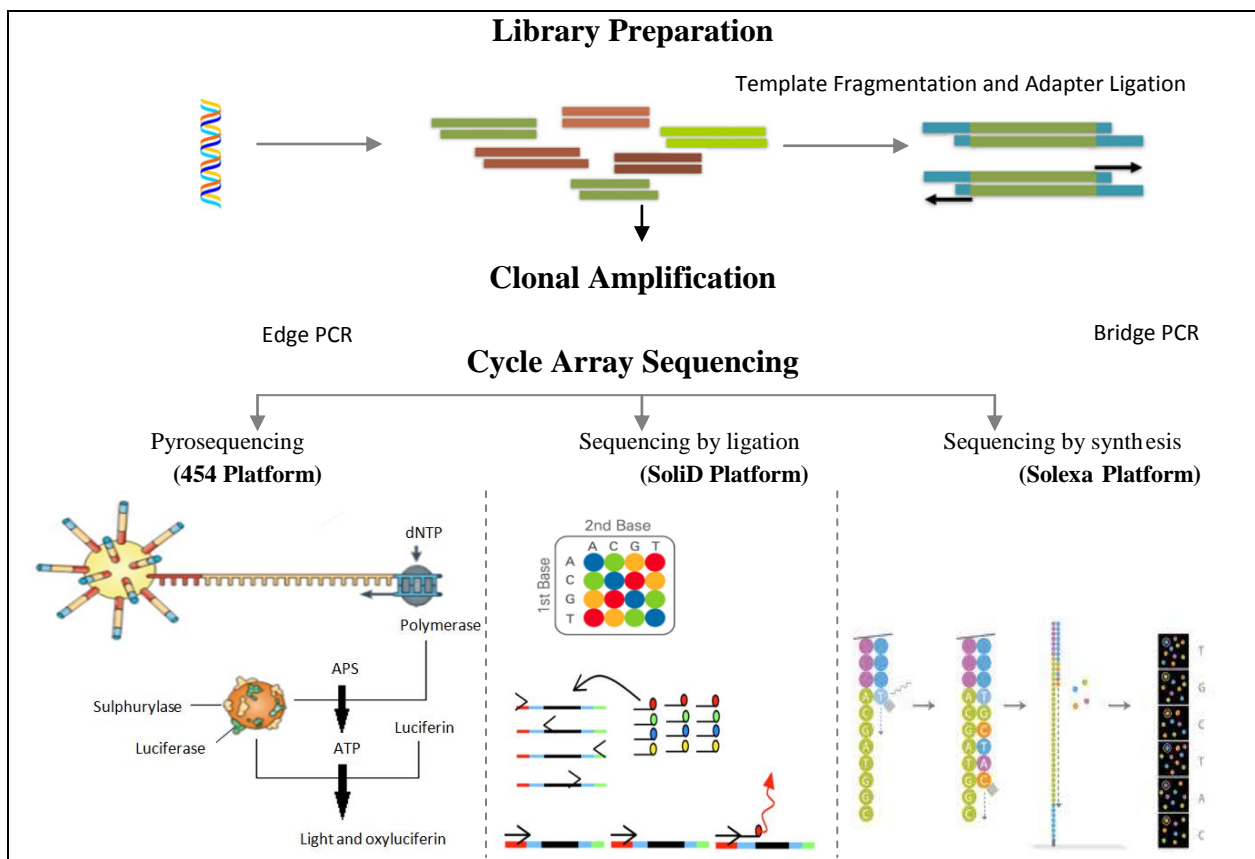 Library Preparation
Template Fragmentation and Adapter Ligation
Clonal Amplification
Edge PCR
Bridge PCR
Cycle Array Sequencing
Pyrosequencing
(454 Platform)
Sequencing by ligation
(SoliD Platform)
Sequencing by synthesis
(Solexa Platform)
dNTP
Polymerase
APS
Sulphurylase
Luciferase
Luciferin
ATP
Light and oxyluciferin
2nd Base
A C G T
1st Base
A
C
G
T
A T
C
G
A
T
G
G
C
A T
C G
G C
A T
T A
G C
G
C
T
G
C
T
A
C